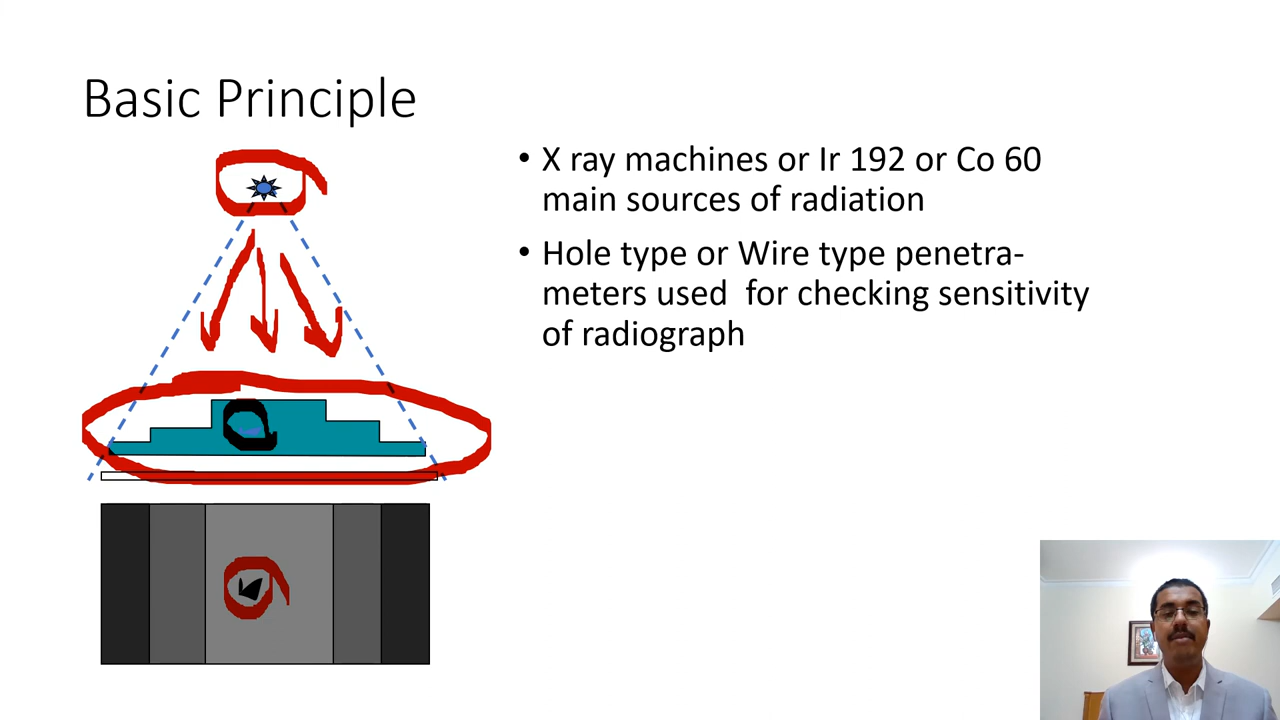 Basic Principle
• X ray machines or Ir 192 or Co 60
main sources of radiation
• Hole type or Wire type penetra-
meters used  for checking sensitivity
of radiograph